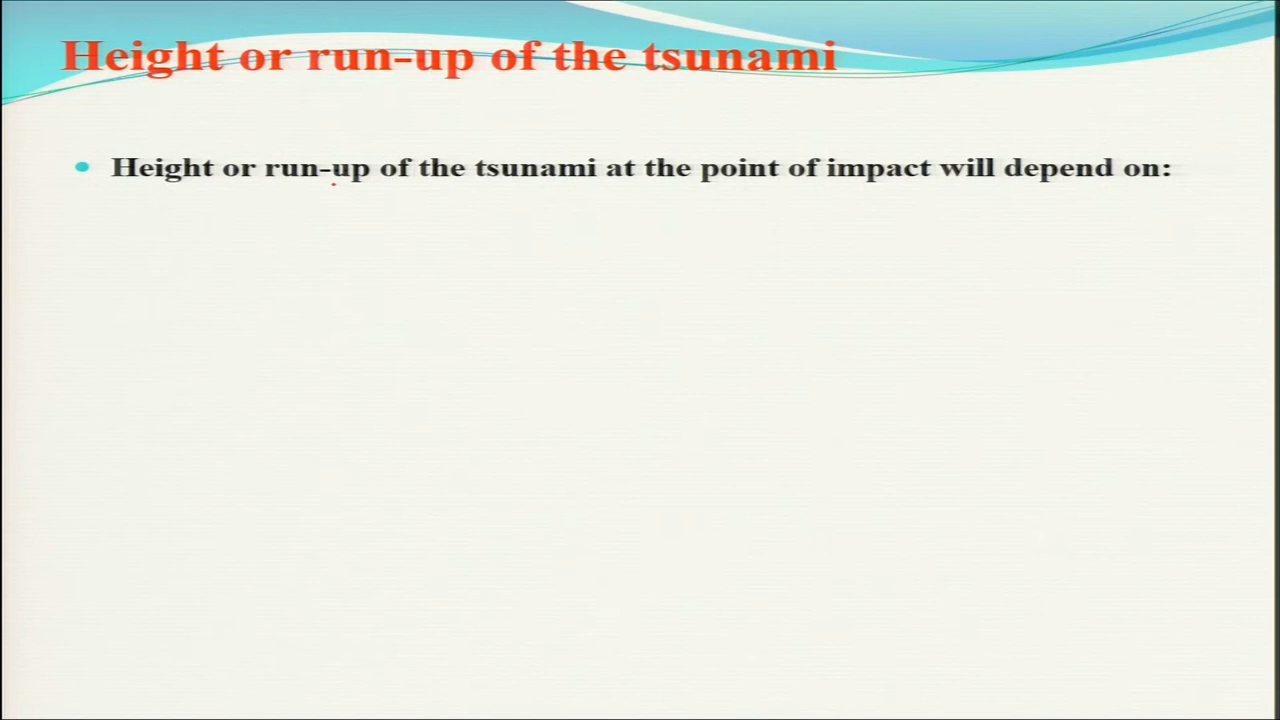 Height or run-up of the tsunami
Height or run-up of the tsunami at the point of impact will depend on: